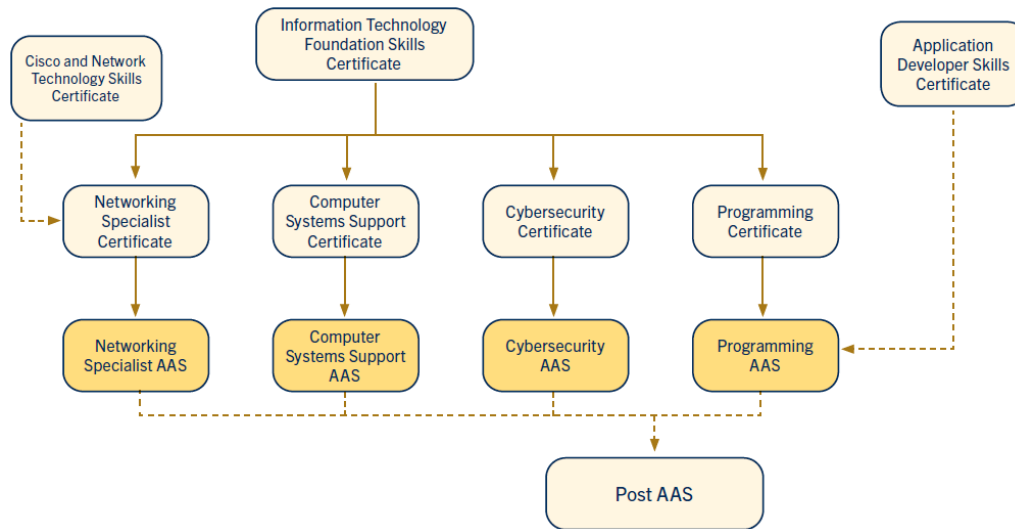 Information Technology
Foundation Skills
Certificate
Cisco and Network
Technology Skills
Certificate
Application
Developer Skills
Certificate
Networking
Specialist
Certificate
Computer
Systems Support
Certificate
Cybersecurity
Certificate
Programming
Certificate
Networking
Specialist AAS
Computer
Systems Support
AAS
Cybersecurity
AAS
Programming
AAS
Post AAS